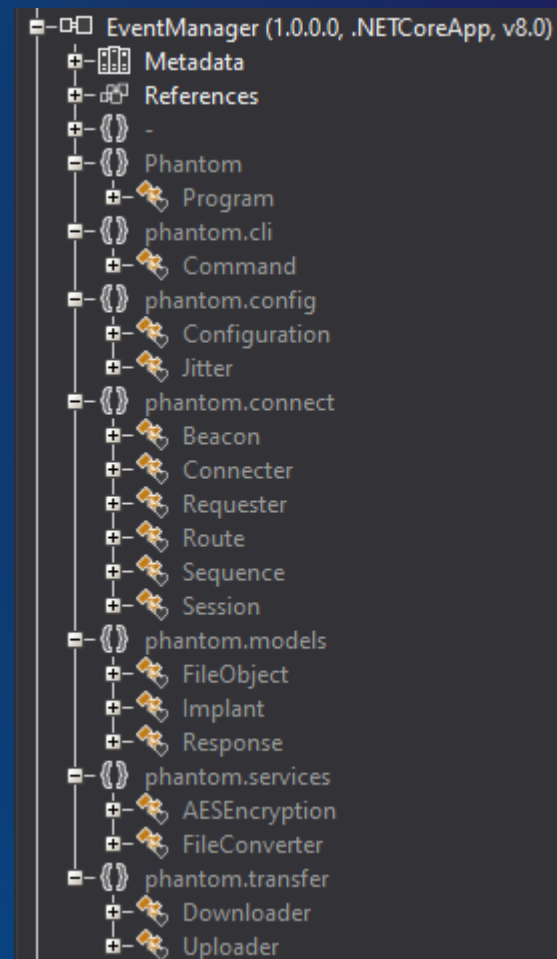 EventManager (1.0.0.0, .NETCoreApp, v8.0)
Metadata
References
-
Phantom
Program
phantom.cli
Command
phantom.config
Configuration
Jitter
phantom.connect
Beacon
Connecter
Requester
Route
Sequence
Session
phantom.models
FileObject
Implant
Response
phantom.services
AESEncryption
FileConverter
phantom.transfer
Downloader
Uploader